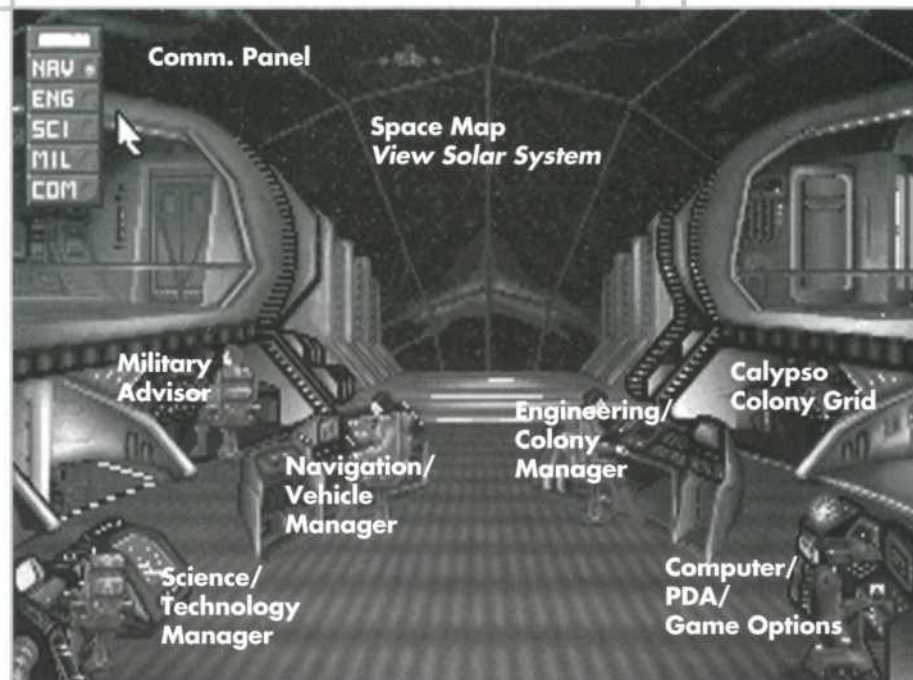 NAV
ENG
SCI
MIL
COM
Comm. Panel
Space Map
View Solar System
Military
Advisor
Navigation/
Vehicle
Manager
Engineering/
Colony
Manager
Calypso
Colony Grid
Science/
Technology
Manager
Computer/
PDA/
Game Options